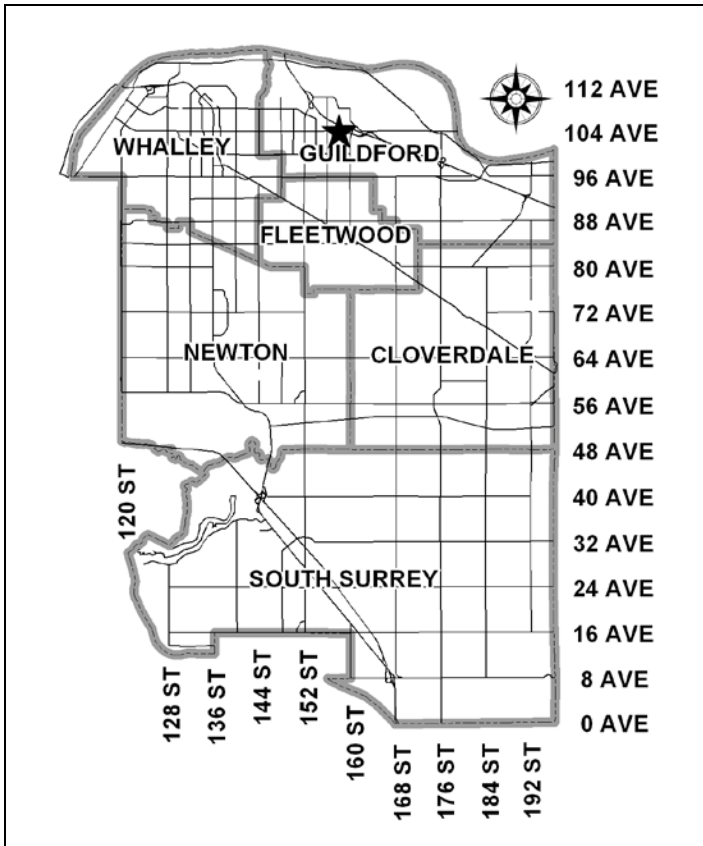 112 AVE
104 AVE
WHALLEY
GUILDFORD
96 AVE
88 AVE
FLEETWOOD
80 AVE
72 AVE
NEWTON
CLOVERDALE
64 AVE
56 AVE
48 AVE
120 ST
40 AVE
32 AVE
SOUTH SURREY
24 AVE
16 AVE
8 AVE
0 AVE
128 ST
136 ST
144 ST
152 ST
160 ST
168 ST
176 ST
184 ST
192 ST